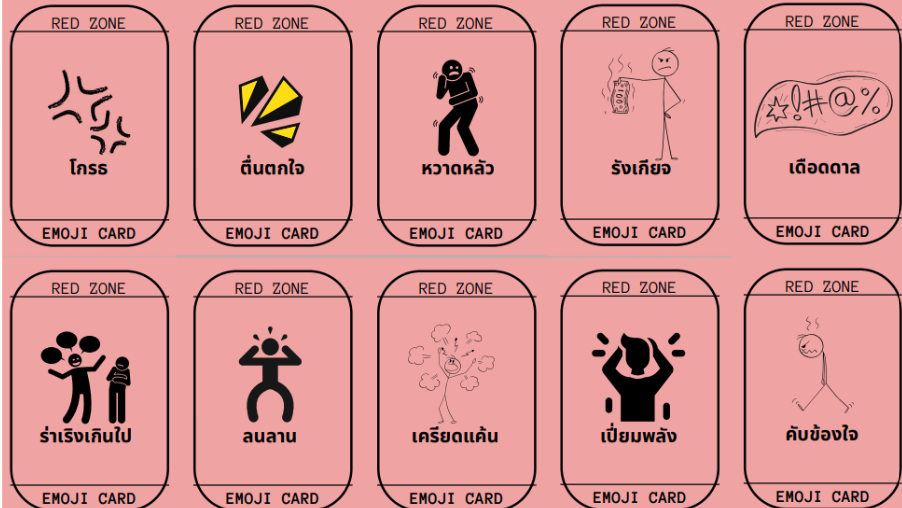 RED ZONE
โกรธ
EMOJI CARD
RED ZONE
ตื่นตกใจ
EMOJI CARD
RED ZONE
หวาดหลัว
EMOJI CARD
RED ZONE
100
รังเกียจ
EMOJI CARD
RED ZONE
!#@%
เดือดดาล
EMOJI CARD
RED ZONE
ร่าเริงเกินไป
EMOJI CARD
RED ZONE
ลนลาน
EMOJI CARD
RED ZONE
เครียดแค้น
EMOJI CARD
RED ZONE
เปี่ยมพลัง
EMOJI CARD
RED ZONE
คับข้องใจ
EMOJI CARD